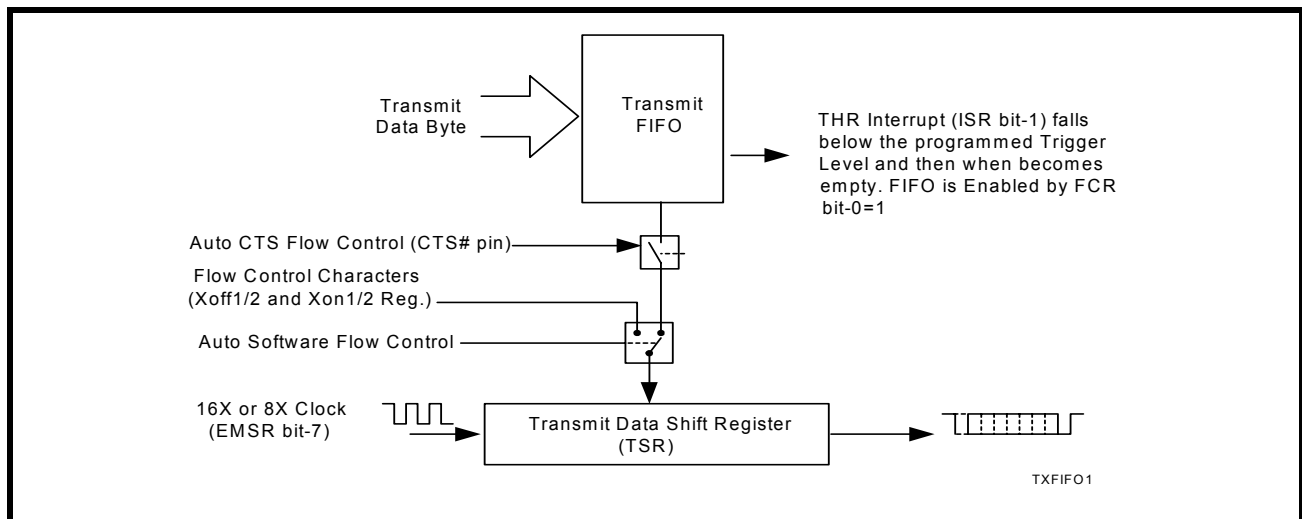 Transmit
Data Byte
Transmit
FIFO
THR Interrupt (ISR bit-1) falls
below the programmed Trigger
Level and then when becomes
empty. FIFO is Enabled by FCR
bit-0=1
Auto CTS Flow Control (CTS# pin)
Flow Control Characters
(Xoff1/2 and Xon1/2 Reg.)
Auto Software Flow Control
16X or 8X Clock
(EMSR bit-7)
Transmit Data Shift Register
(TSR)
TXFIFO1